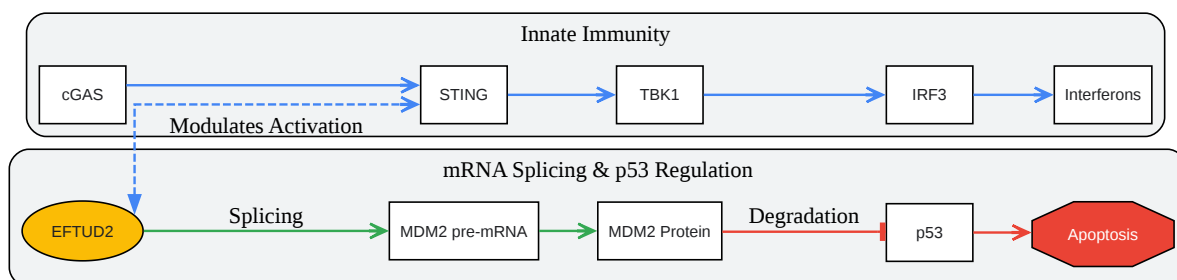 Innate Immunity
cGAS
STING
TBK1
IRF3
Interferons
Modulates Activation
mRNA Splicing & p53 Regulation
EFTUD2
Splicing
MDM2 pre-mRNA
MDM2 Protein
Degradation
p53
Apoptosis